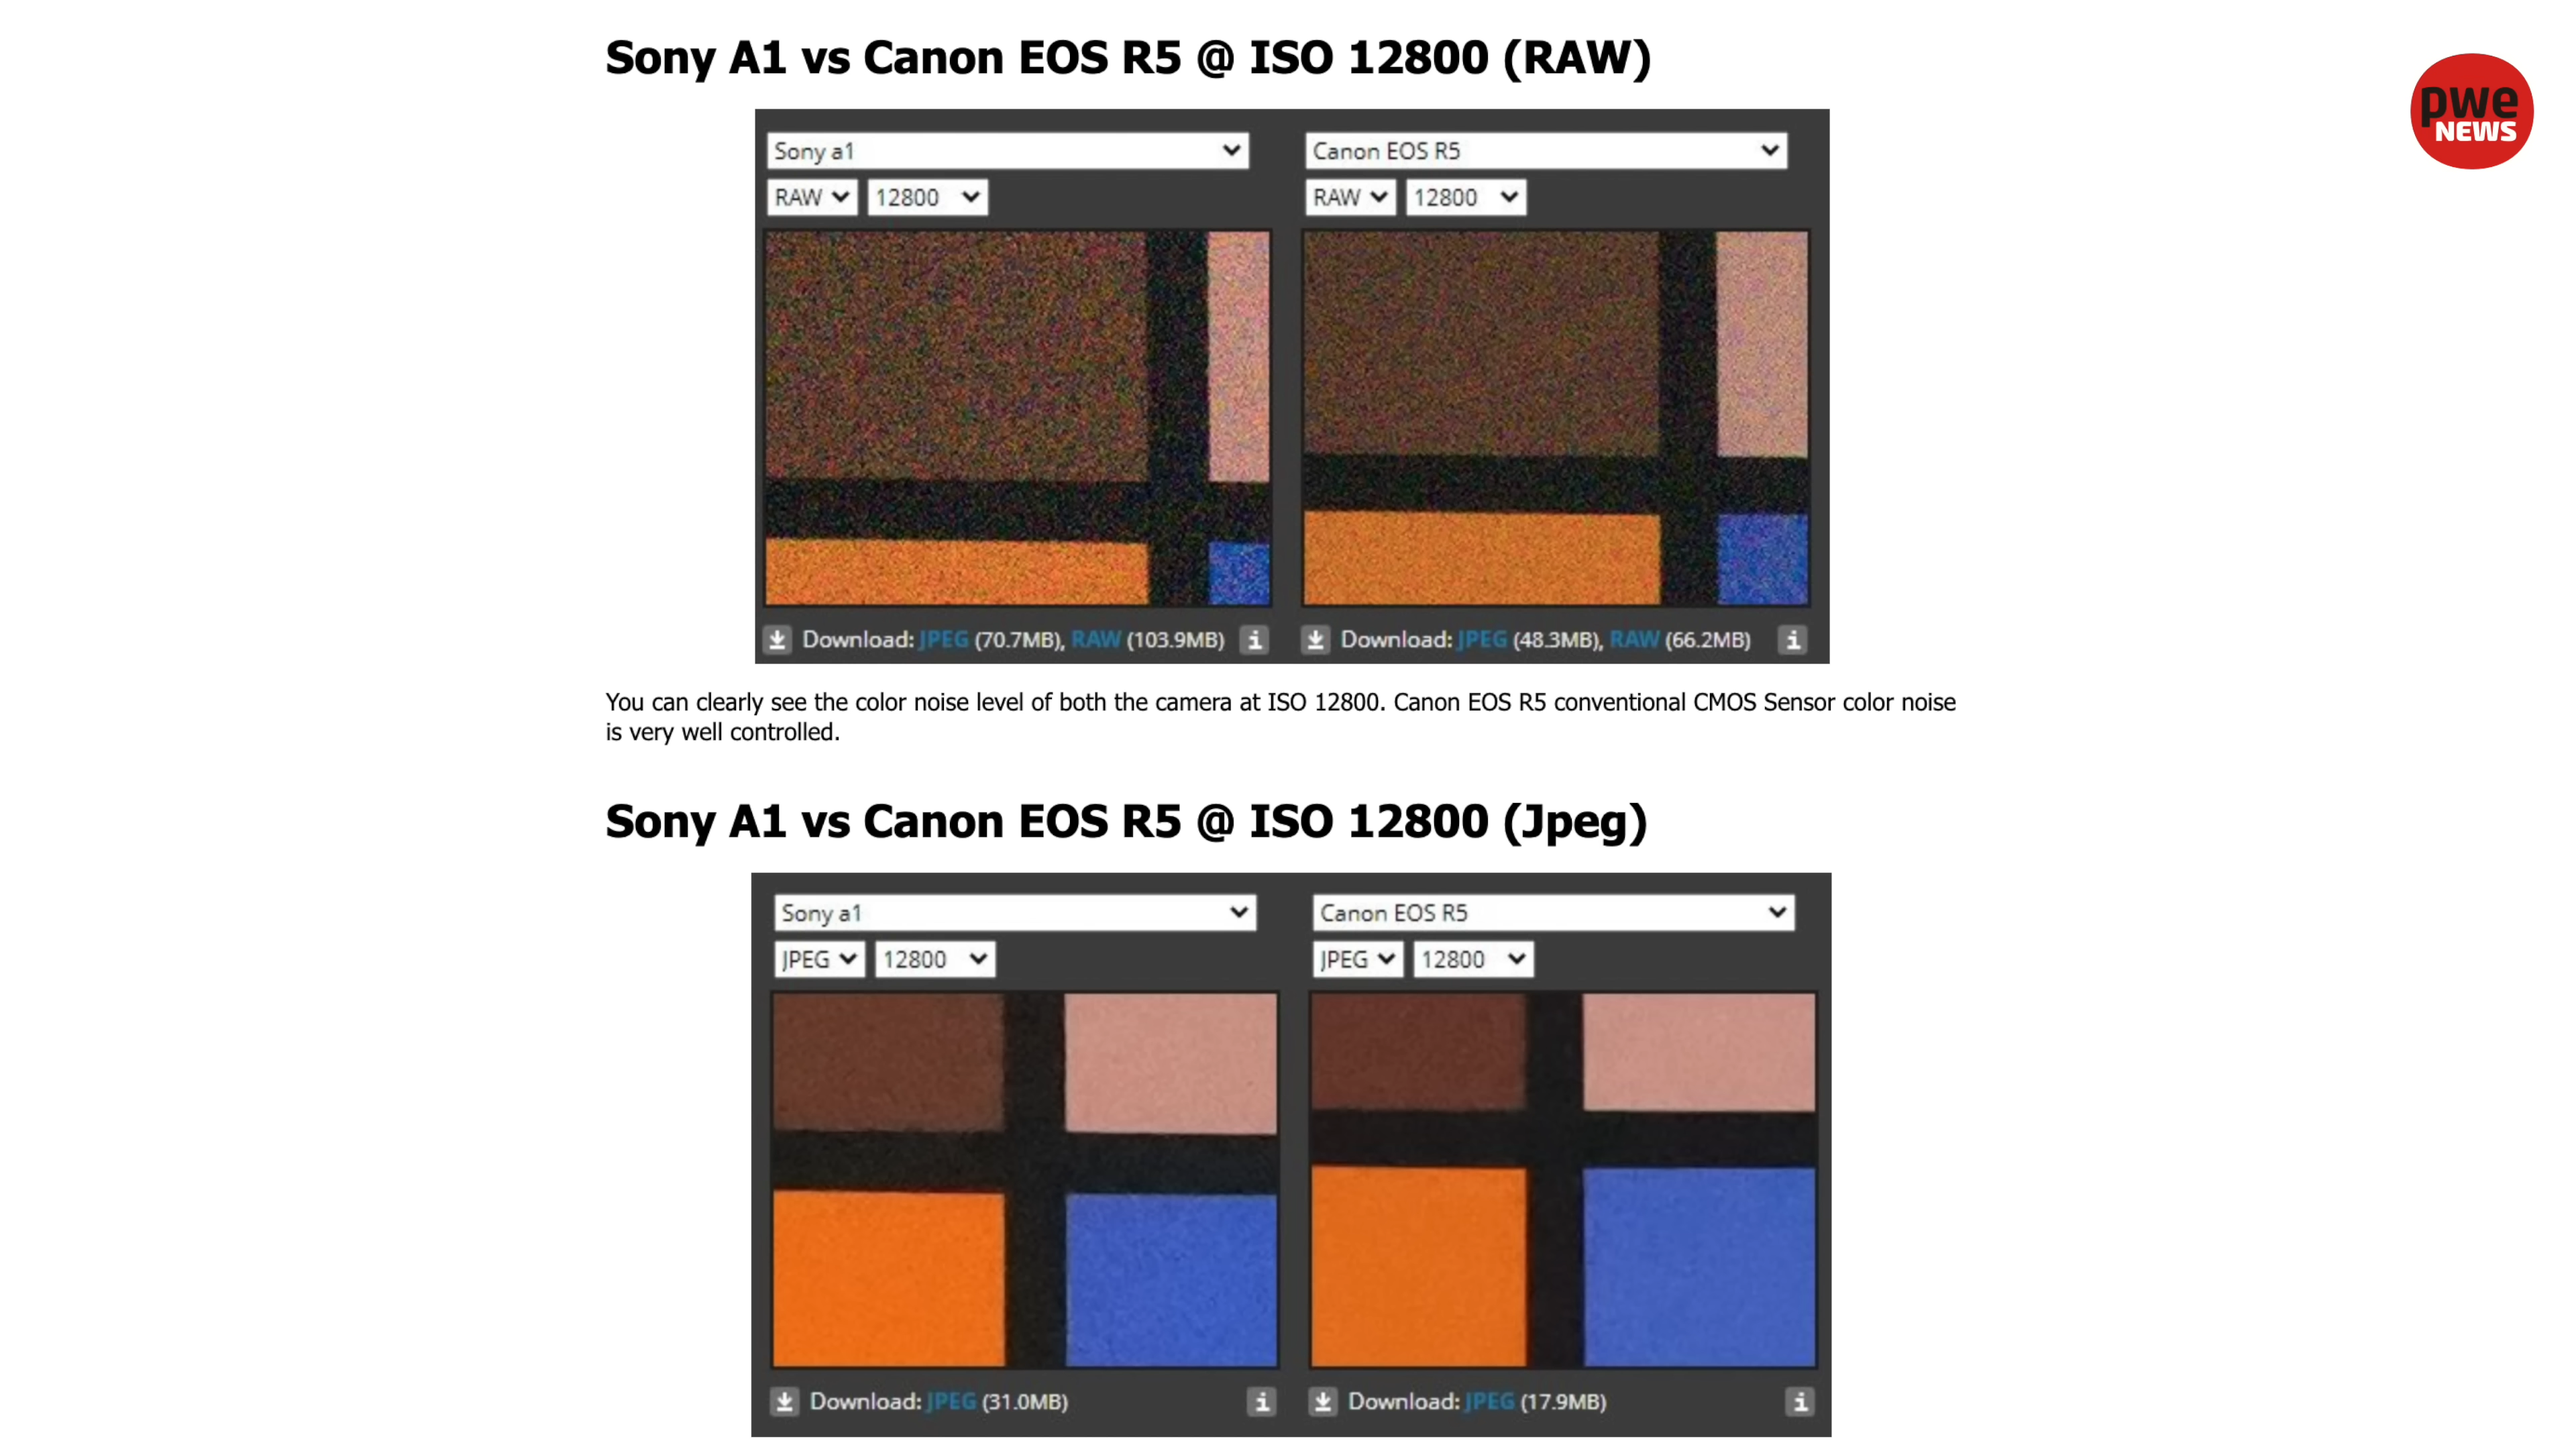 Sony A1 vs Canon EOS R5 @ ISO 12800 (RAW)
pwe
NEWS
Sony a1
Canon EOS R5
RAW 12800
RAW 12800
Download: JPEG (70.7MB), RAW (103.9MB)
Download: JPEG (48.3MB), RAW (66.2MB)
You can clearly see the color noise level of both the camera at ISO 12800. Canon EOS R5 conventional CMOS Sensor color noise
is very well controlled.
Sony A1 vs Canon EOS R5 @ ISO 12800 (Jpeg)
Sony a1
Canon EOS R5
JPEG 12800
JPEG 12800
Download: JPEG (31.0MB)
Download: JPEG (17.9MB)